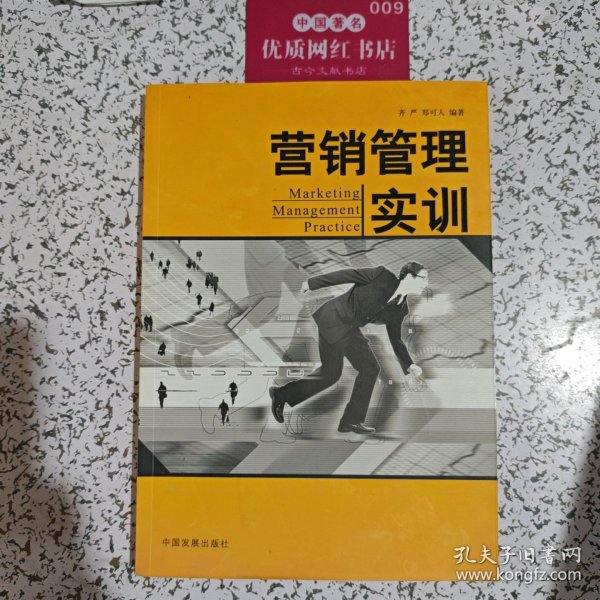 009
中国著名
优质网红书店
古今文献书店
齐 严 郑可人 编著
营销管理
Marketing
Management
Practice
实训
中国发展出版社
孔夫子旧书网
www.kongfz.com